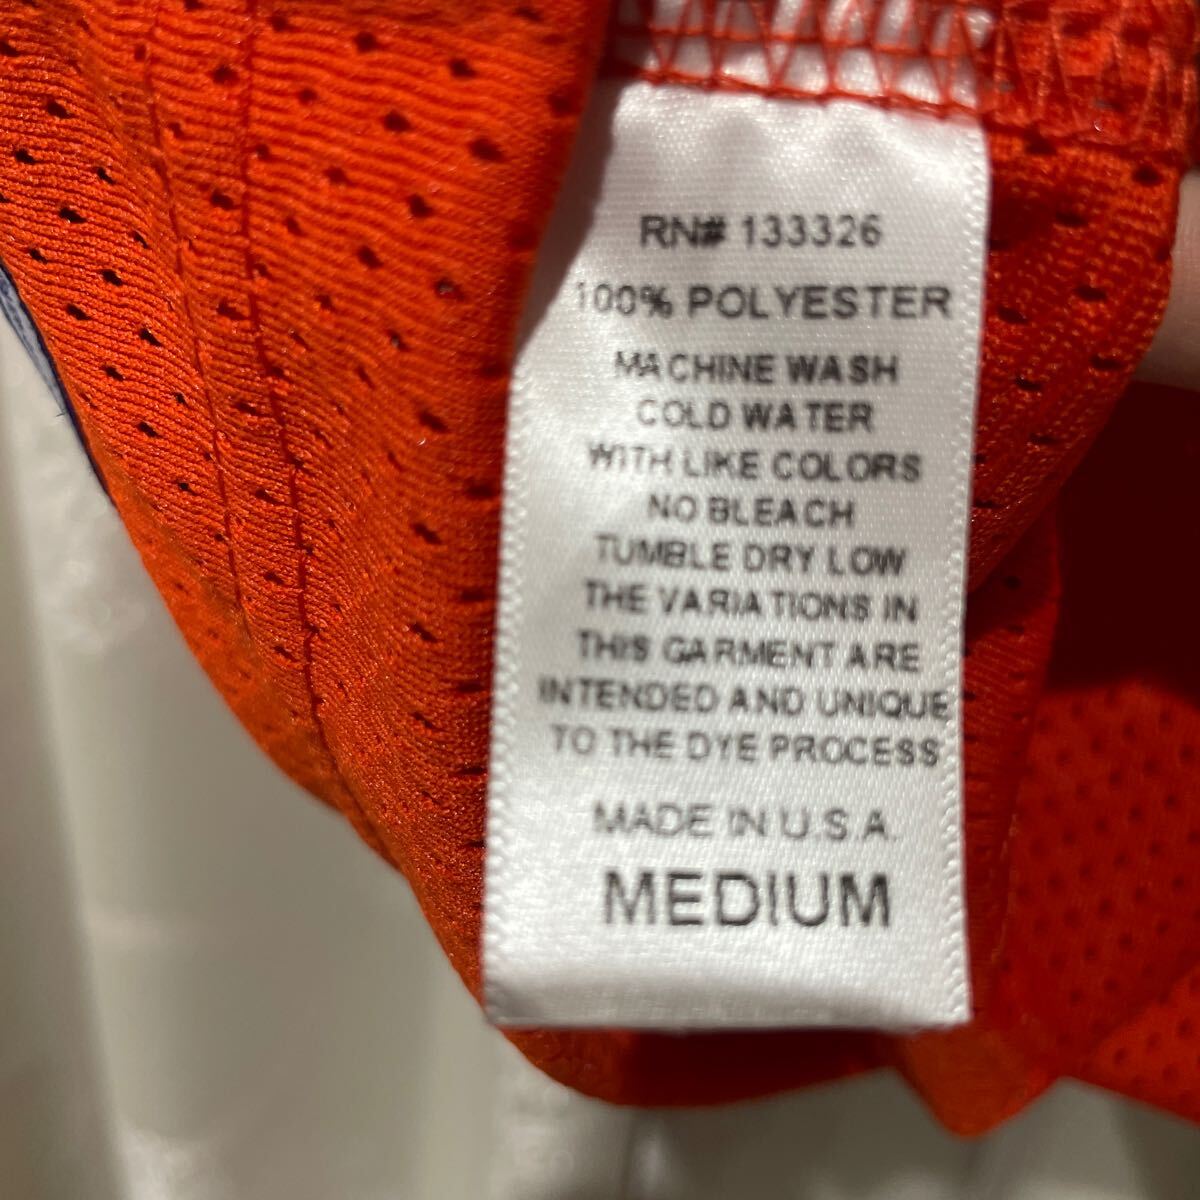 RN# 133326
100% POLYESTER
MACHINE WASH
COLD WATER
WITH LIKE COLORS
NO BLEACH
TUMBLE DRY LOW
THE VARIATIONS IN
THIS GARMENT ARE
INTENDED AND UNIQUE
TO THE DYE PROCESS
MADE IN U.S.A.
MEDIUM